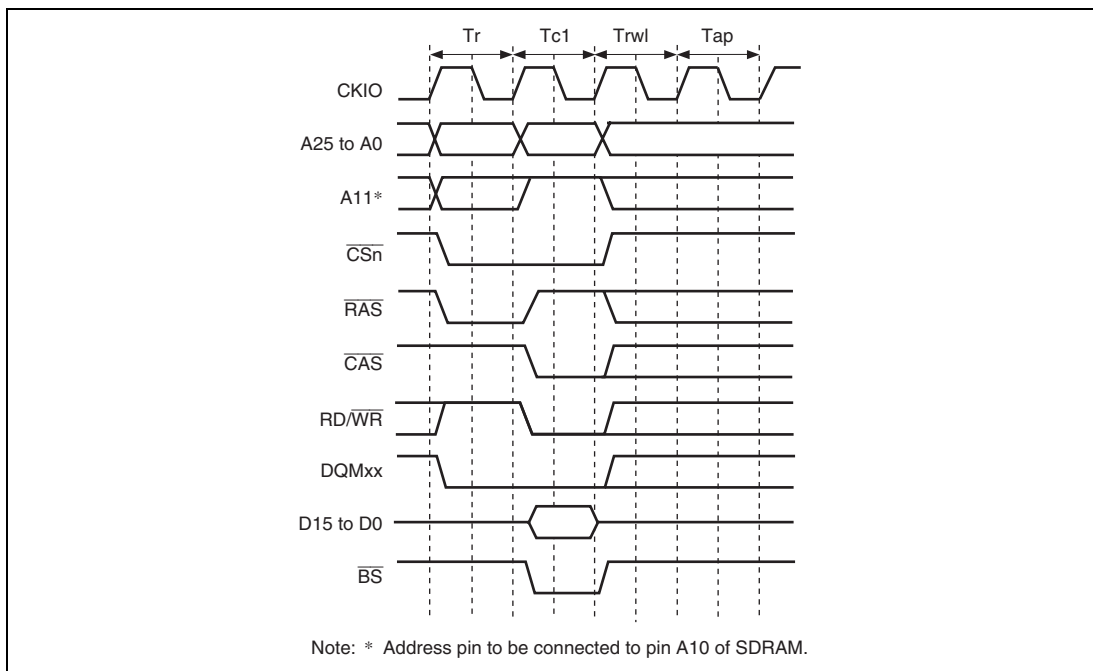 Tr Tc1 Trwl Tap
CKIO
A25 to A0
A11*
CSn
RAS
CAS
RD/WR
DQMxx
D15 to D0
BS
Note: * Address pin to be connected to pin A10 of SDRAM.